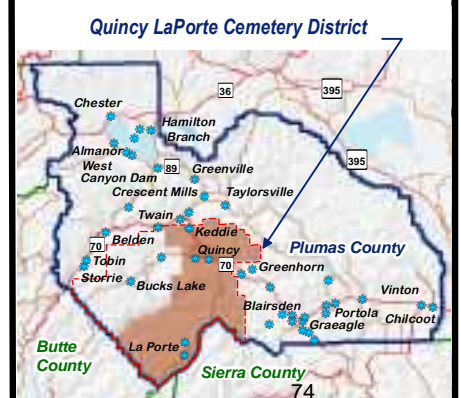 Quincy LaPorte Cemetery District
36
395
Chester
Hamilton
Branch
Almanor
West
395
89
Canyon Dam
Greenville
Crescent Mills
Taylorsville
Twain
Keddie
70
Belden
Quincy
Plumas County
Tobin
70
Greenhorn
Storrie
Bucks Lake
Vinton
Blairsden
Portola
Chilcoot
Graeagle
Butte
County
La Porte
Sierra County
74